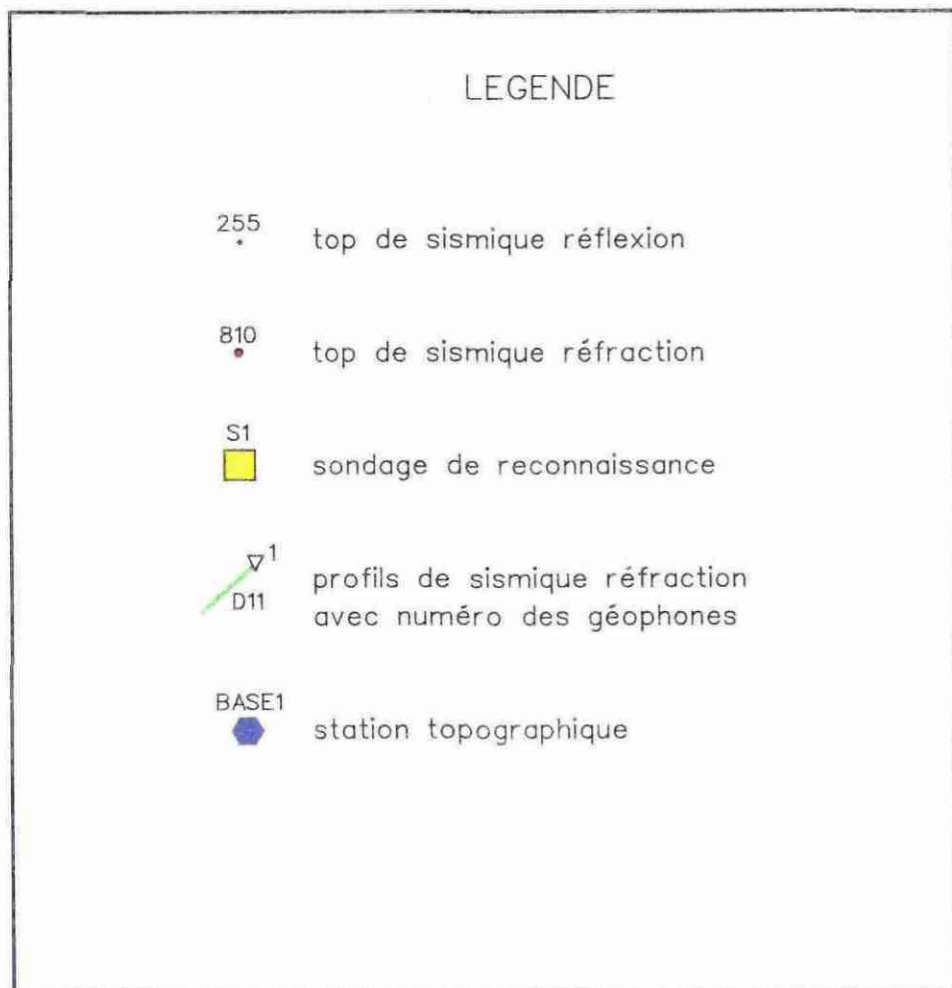 LEGENDE
255
top de sismique réflexion
810
top de sismique réfraction
S1
sondage de reconnaissance
1
D11
profils de sismique réfraction
avec numéro des géophones
BASE1
station topographique